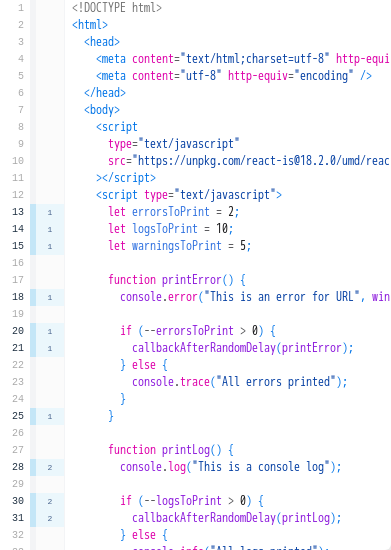 1 <!DOCTYPE html>
2 <html>
3 <head>
4 <meta content="text/html;charset=utf-8" http-equi
5 <meta content="utf-8" http-equiv="encoding" />
6 </head>
7 <body>
8 <script
9 type="text/javascript"
10 src="https://unpkg.com/react-is@18.2.0/umd/reac
11 ></script>
12 <script type="text/javascript">
13 1 let errorsToPrint = 2;
14 1 let logsToPrint = 10;
15 1 let warningsToPrint = 5;
16
17 function printError() {
18 1 console.error("This is an error for URL", win
19
20 1 if (--errorsToPrint > 0) {
21 1 callbackAfterRandomDelay(printError);
22 } else {
23 console.trace("All errors printed");
24 }
25 1 }
26
27 function printLog() {
28 2 console.log("This is a console log");
29
30 2 if (--logsToPrint > 0) {
31 2 callbackAfterRandomDelay(printLog);
32 } else {
console.info("All logs printed");